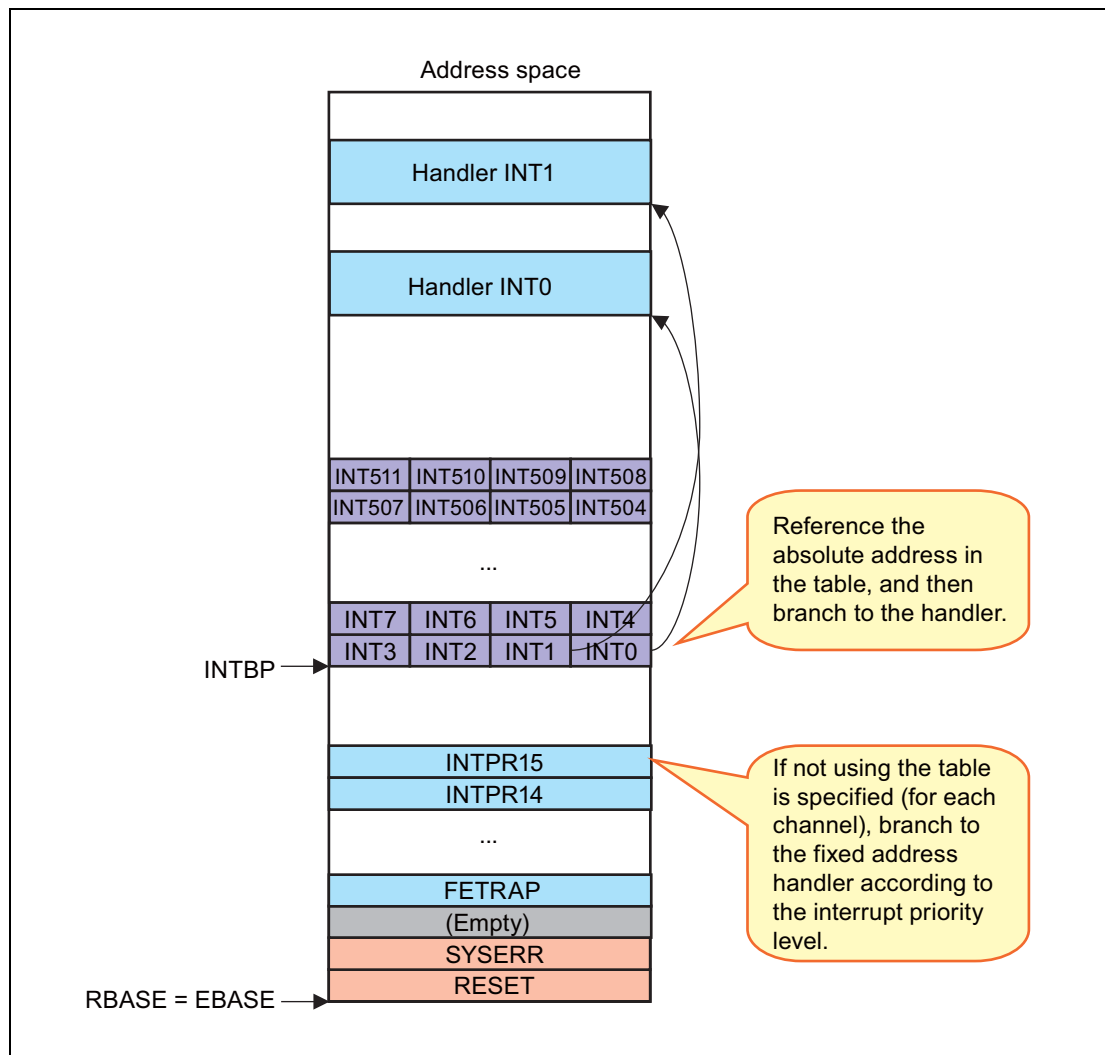 Address space
Handler INT1
Handler INT0
INT511 INT510 INT509 INT508
INT507 INT506 INT505 INT504
...
INT7 INT6 INT5 INT4
INT3 INT2 INT1 INT0
INTBP
Reference the
absolute address in
the table, and then
branch to the handler.
INTPR15
INTPR14
...
FETRAP
(Empty)
SYSERR
RESET
RBASE = EBASE
If not using the table
is specified (for each
channel), branch to
the fixed address
handler according to
the interrupt priority
level.